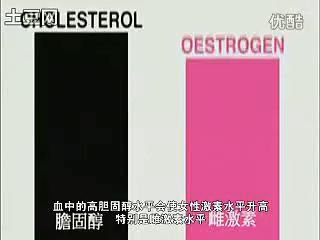 土豆网
优酷
CHOLESTEROL
OESTROGEN
血中的高胆固醇水平会使女性激素水平升高
特别是雌激素水平
膽固醇
雌激素